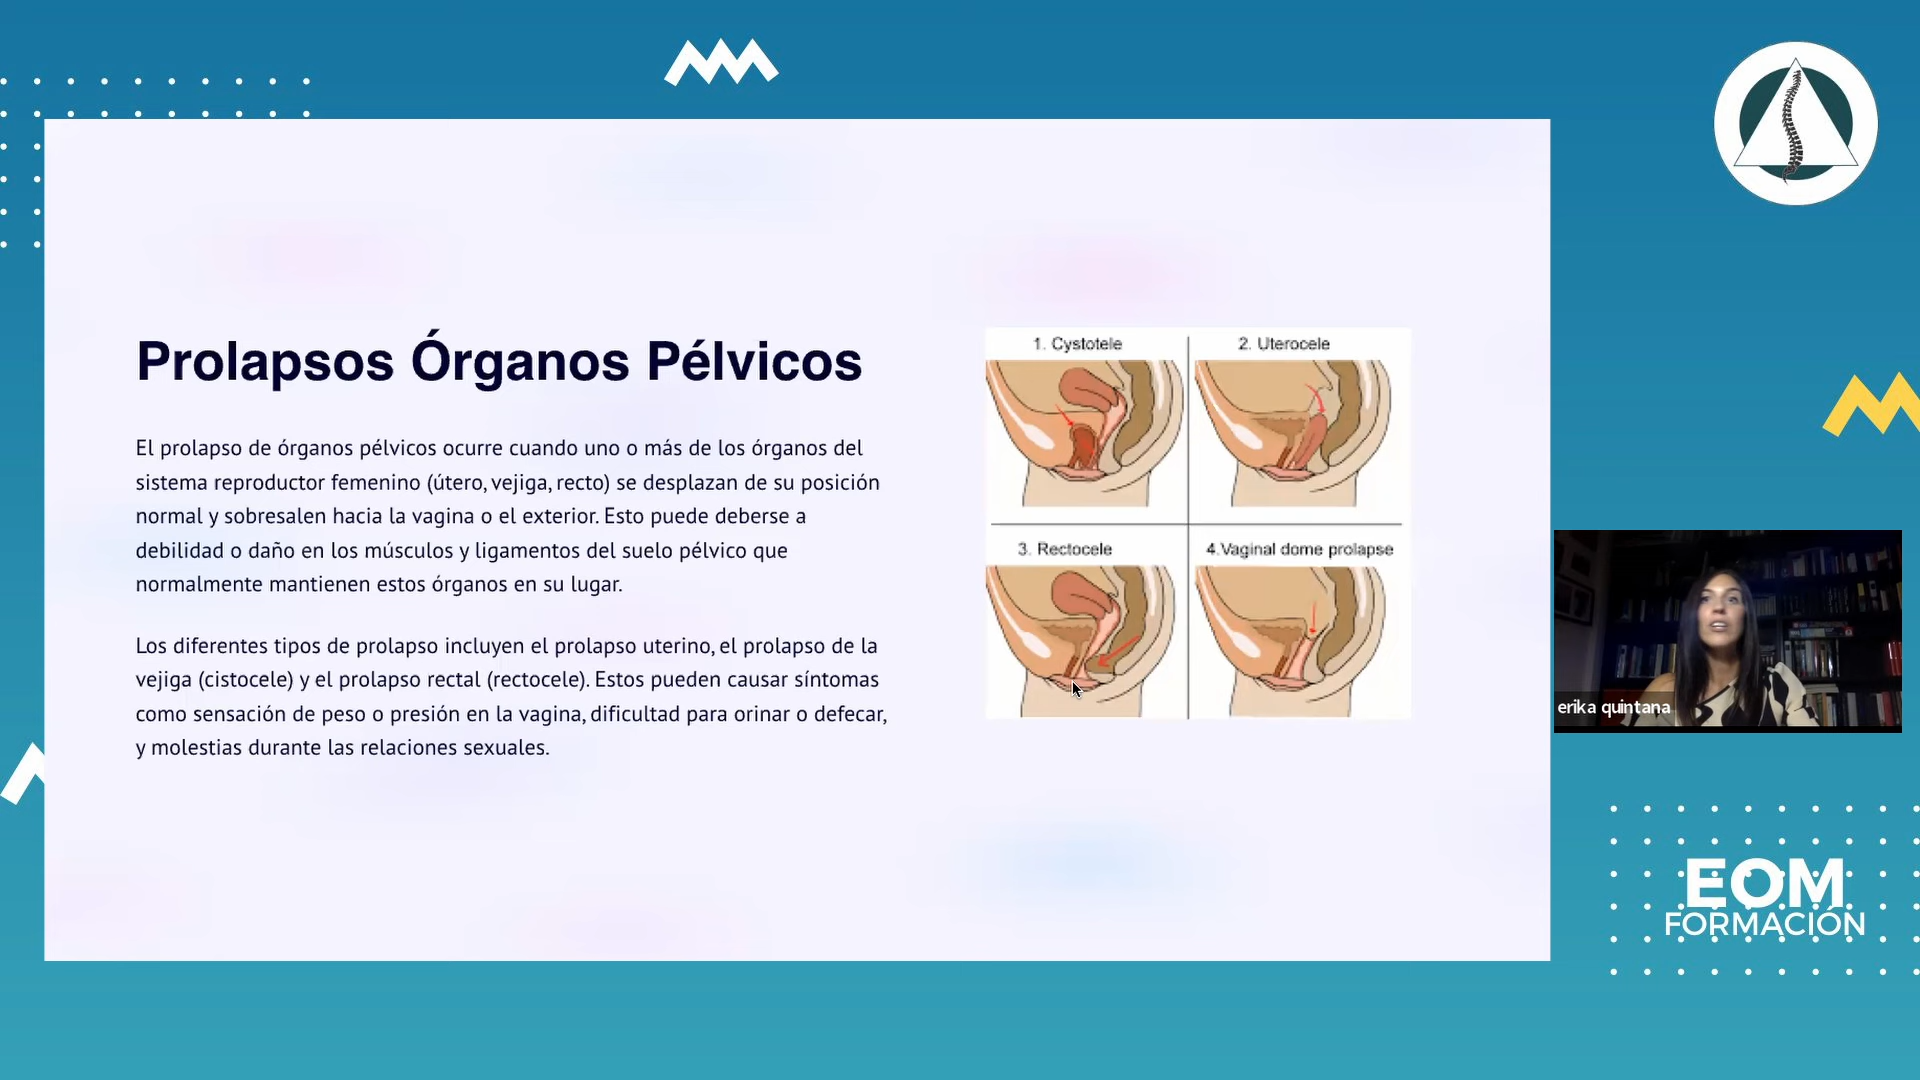 Prolapsos Órganos Pélvicos
El prolapso de órganos pélvicos ocurre cuando uno o más de los órganos del
sistema reproductor femenino (útero, vejiga, recto) se desplazan de su posición
normal y sobresalen hacia la vagina o el exterior. Esto puede deberse a
debilidad o daño en los músculos y ligamentos del suelo pélvico que
normalmente mantienen estos órganos en su lugar.
Los diferentes tipos de prolapso incluyen el prolapso uterino, el prolapso de la
vejiga (cistocele) y el prolapso rectal (rectocele). Estos pueden causar síntomas
como sensación de peso o presión en la vagina, dificultad para orinar o defecar,
y molestias durante las relaciones sexuales.
1. Cystotele
2. Uterocele
3. Rectocele
4.Vaginal dome prolapse
erika quintana
EOM
FORMACIÓN